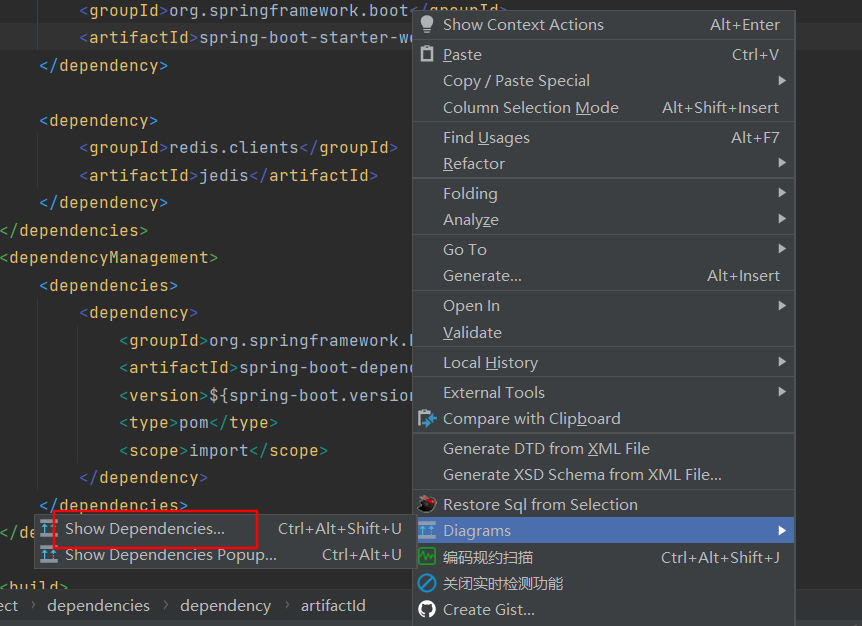 <groupId>org.springframework.boot</groupId>
<artifactId>spring-boot-starter-we
</dependency>
<dependency>
<groupId>redis.clients</groupId>
<artifactId>jedis</artifactId>
</dependency>
</dependencies>
<dependencyManagement>
<dependencies>
<dependency>
<groupId>org.springframework.b
<artifactId>spring-boot-depend
<version>${spring-boot.version
<type>pom</type>
<scope>import</scope>
</dependency>
</dependencies>
</de
<build>
Show Context Actions Alt+Enter
Paste Ctrl+V
Copy / Paste Special
Column Selection Mode Alt+Shift+Insert
Find Usages Alt+F7
Refactor
Folding
Analyze
Go To
Generate... Alt+Insert
Open In
Validate
Local History
External Tools
Compare with Clipboard
Generate DTD from XML File
Generate XSD Schema from XML File...
Restore Sql from Selection
Diagrams
编码规约扫描 Ctrl+Alt+Shift+J
关闭实时检测功能
Create Gist...
Show Dependencies... Ctrl+Alt+Shift+U
Show Dependencies Popup... Ctrl+Alt+U
ect › dependencies › dependency › artifactId